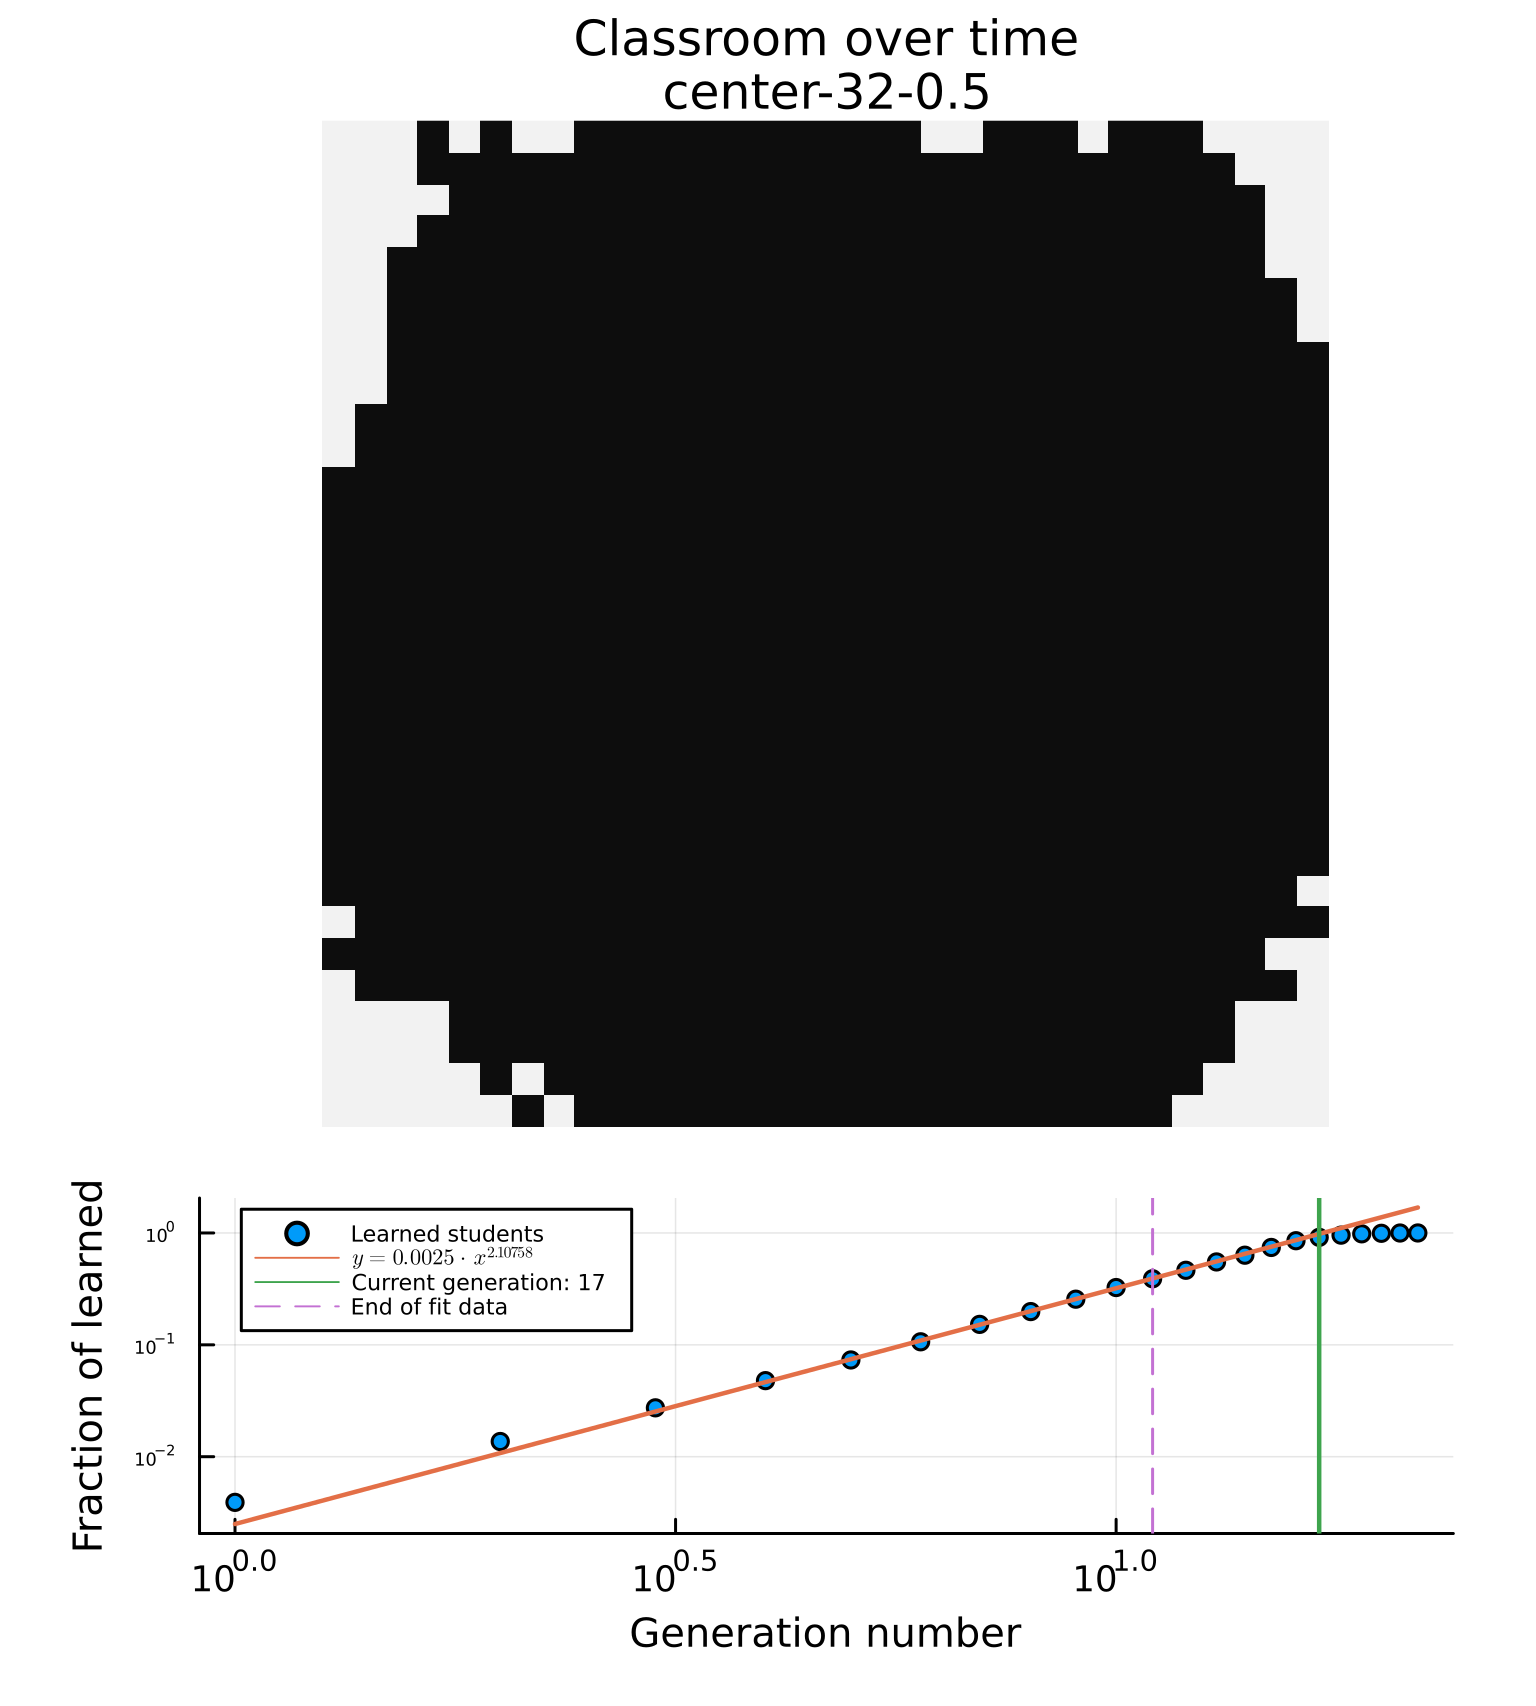 Classroom over time
center-32-0.5
Fraction of learned
10⁰
10⁻¹
10⁻²
Learned students
y = 0.0025 · x^2.10758
Current generation: 17
End of fit data
10^0.0 10^0.5 10^1.0
Generation number